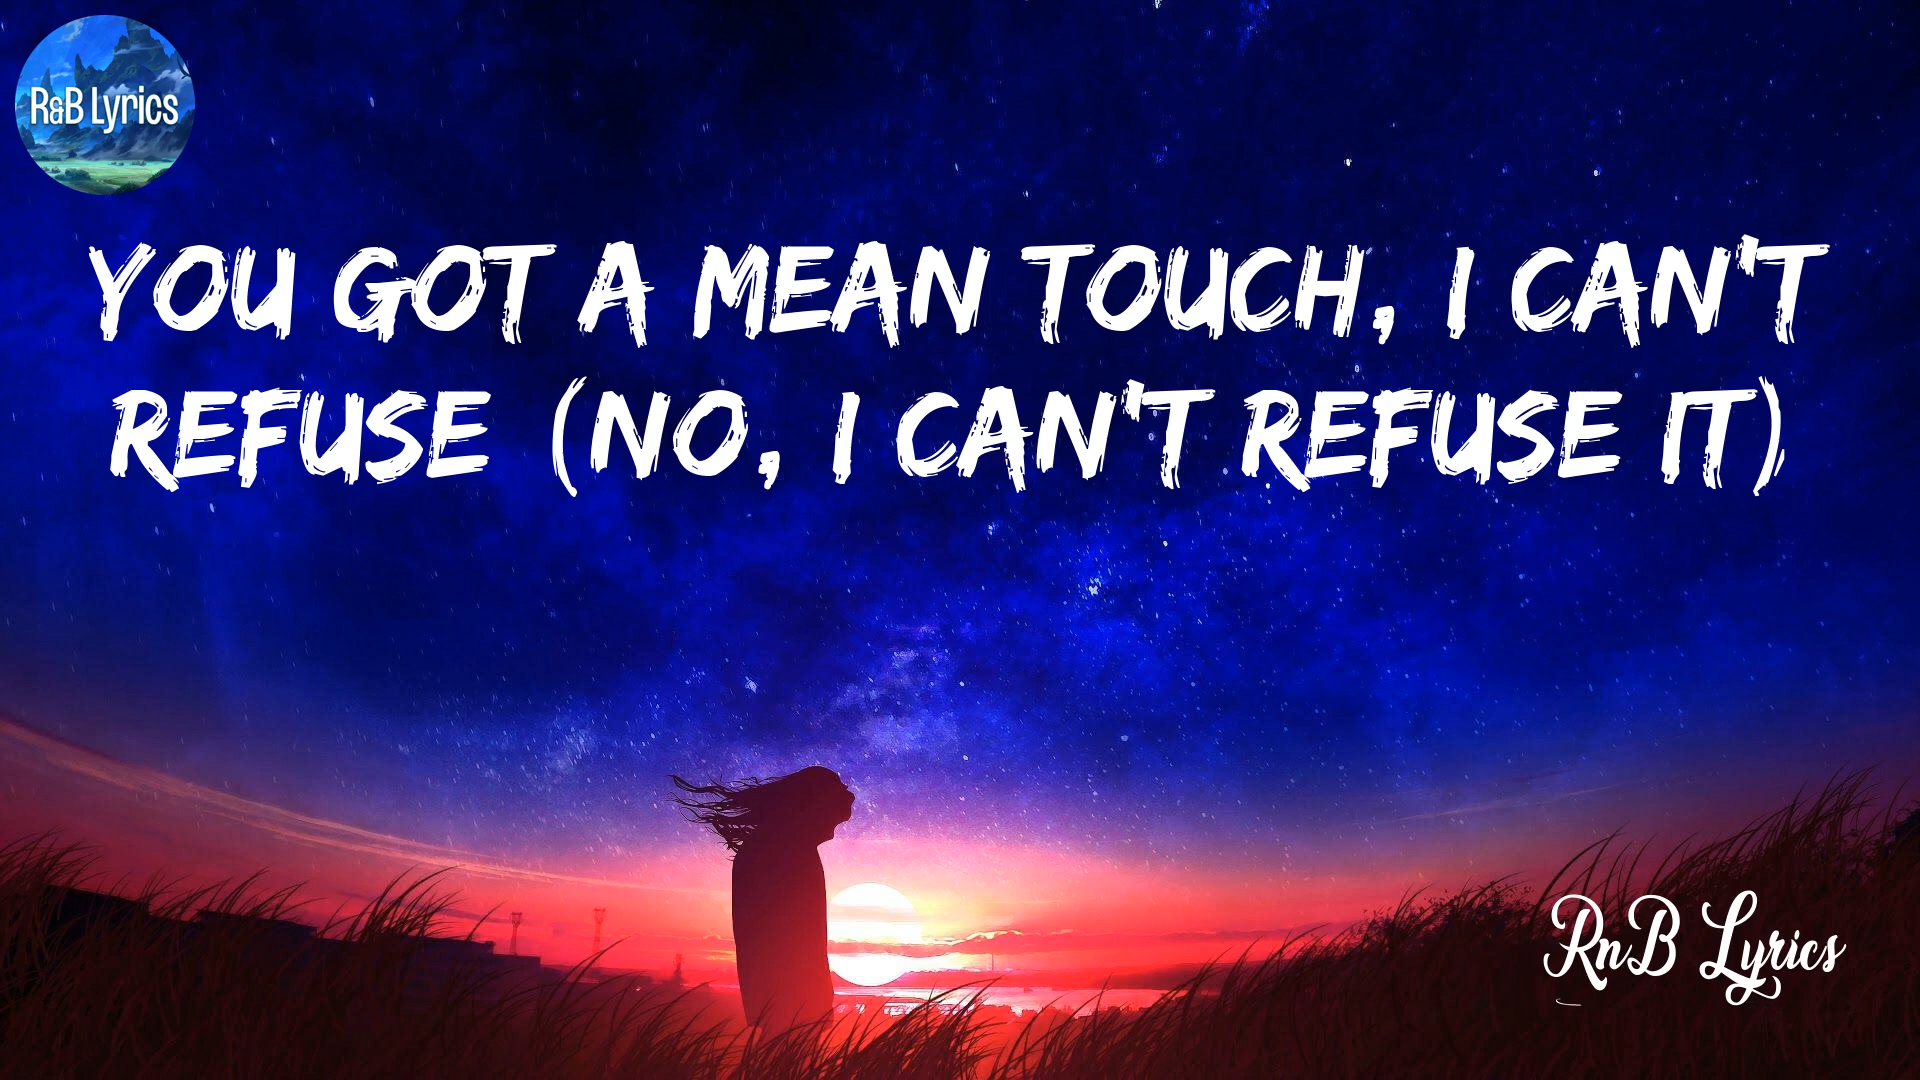 R&B Lyrics
YOU GOT A MEAN TOUCH, I CAN'T
REFUSE (NO, I CAN'T REFUSE IT)
RnB Lyrics